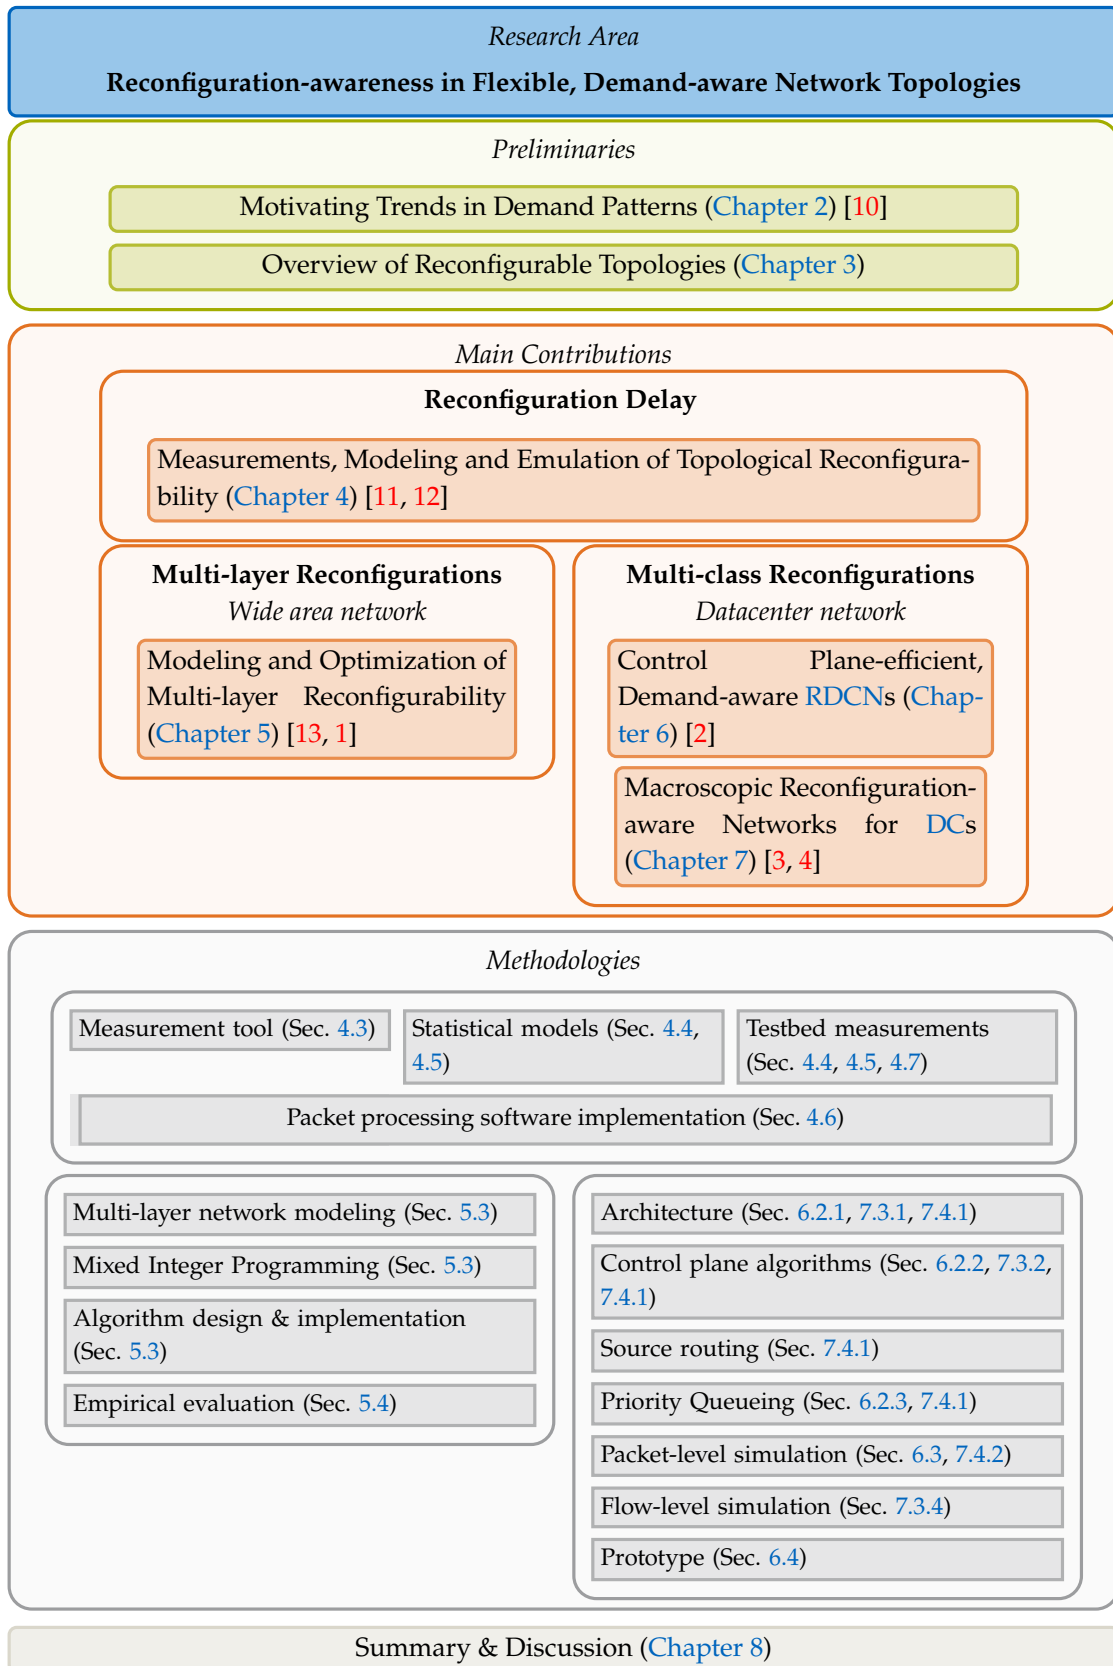 Research Area
Reconfiguration-awareness in Flexible, Demand-aware Network Topologies
Preliminaries
Motivating Trends in Demand Patterns (Chapter 2) [10]
Overview of Reconfigurable Topologies (Chapter 3)
Main Contributions
Reconfiguration Delay
Measurements, Modeling and Emulation of Topological Reconfigura-
bility (Chapter 4) [11, 12]
Multi-layer Reconfigurations
Wide area network
Modeling and Optimization of
Multi-layer Reconfigurability
(Chapter 5) [13, 1]
Multi-class Reconfigurations
Datacenter network
Control Plane-efficient,
Demand-aware RDCNs (Chap-
ter 6) [2]
Macroscopic Reconfiguration-
aware Networks for DCs
(Chapter 7) [3, 4]
Methodologies
Measurement tool (Sec. 4.3)
Statistical models (Sec. 4.4,
4.5)
Testbed measurements
(Sec. 4.4, 4.5, 4.7)
Packet processing software implementation (Sec. 4.6)
Multi-layer network modeling (Sec. 5.3)
Mixed Integer Programming (Sec. 5.3)
Algorithm design & implementation
(Sec. 5.3)
Empirical evaluation (Sec. 5.4)
Architecture (Sec. 6.2.1, 7.3.1, 7.4.1)
Control plane algorithms (Sec. 6.2.2, 7.3.2,
7.4.1)
Source routing (Sec. 7.4.1)
Priority Queueing (Sec. 6.2.3, 7.4.1)
Packet-level simulation (Sec. 6.3, 7.4.2)
Flow-level simulation (Sec. 7.3.4)
Prototype (Sec. 6.4)
Summary & Discussion (Chapter 8)